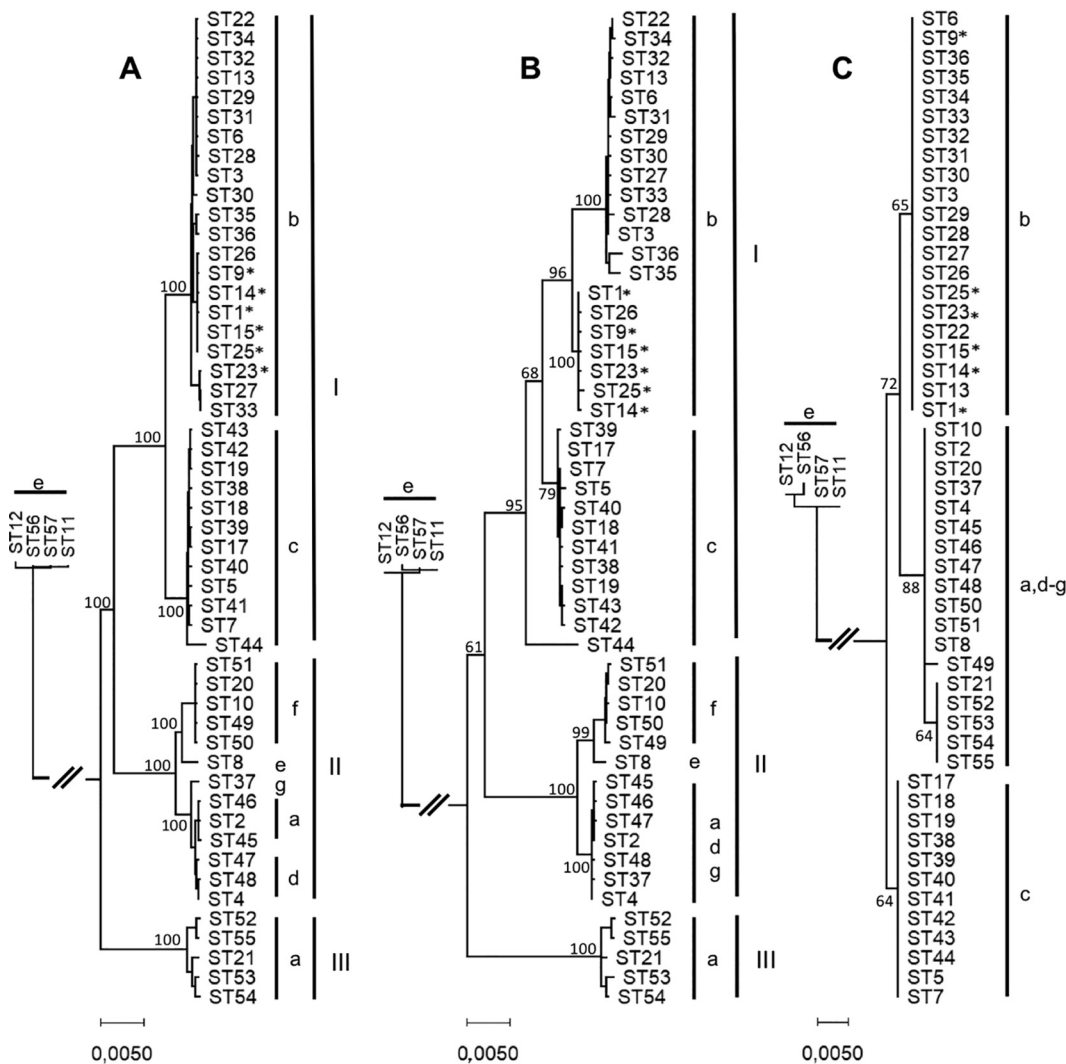 A
ST22
ST34
ST32
ST13
ST29
ST31
ST6
ST28
ST3
ST30
ST35
ST36
ST26
ST9*
ST14*
ST1*
ST15*
ST25*
ST23*
ST27
ST33
ST43
ST42
ST19
ST38
ST18
ST39
ST17
ST40
ST5
ST41
ST7
ST44
ST51
ST20
ST10
ST49
ST50
ST8
ST37
ST46
ST2
ST45
ST47
ST48
ST4
ST52
ST55
ST21
ST53
ST54
b
c
f
e
g
a
d
a
I
II
III
100
100
100
100
100
100
100
100
e
ST12
ST56
ST57
ST11
0,0050
B
ST22
ST34
ST32
ST13
ST6
ST31
ST29
ST30
ST27
ST33
ST28
ST3
ST36
ST35
ST1*
ST26
ST9*
ST15*
ST23*
ST25*
ST14*
ST39
ST17
ST7
ST5
ST40
ST18
ST41
ST38
ST19
ST43
ST42
ST44
ST51
ST20
ST10
ST50
ST49
ST8
ST45
ST46
ST47
ST2
ST48
ST37
ST4
ST52
ST55
ST21
ST53
ST54
b
c
f
e
a
d
g
a
I
II
III
100
96
100
68
79
95
61
99
100
100
100
e
ST12
ST56
ST57
ST11
0,0050
C
ST6
ST9*
ST36
ST35
ST34
ST33
ST32
ST31
ST30
ST3
ST29
ST28
ST27
ST26
ST25*
ST23*
ST22
ST15*
ST14*
ST13
ST1*
ST10
ST2
ST20
ST37
ST4
ST45
ST46
ST47
ST48
ST50
ST51
ST8
ST49
ST21
ST52
ST53
ST54
ST55
ST17
ST18
ST19
ST38
ST39
ST40
ST41
ST42
ST43
ST44
ST5
ST7
b
a,d-g
c
65
72
88
64
64
e
ST12
ST56
ST57
ST11
0,0050